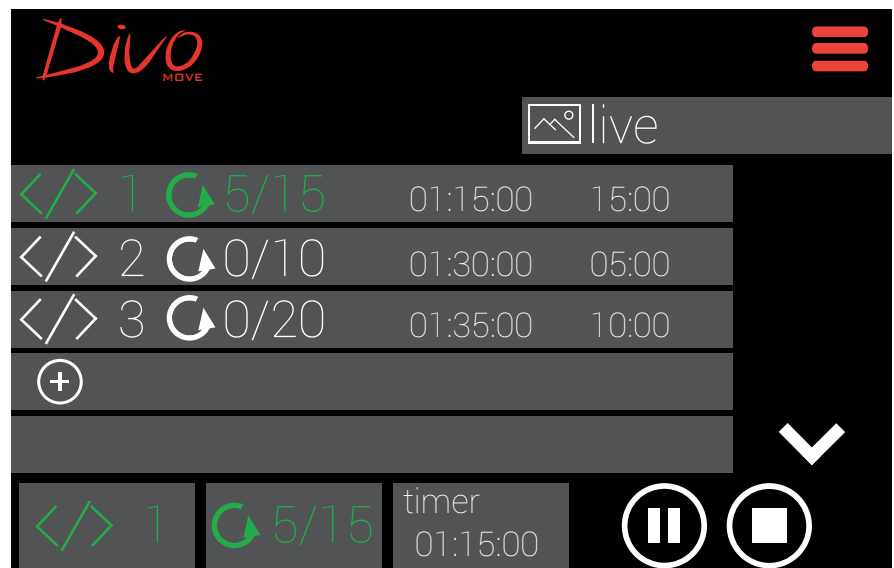 Divo
MOVE
live
</> 1 5/15 01:15:00 15:00
</> 2 0/10 01:30:00 05:00
</> 3 0/20 01:35:00 10:00
</> 1 5/15 timer
01:15:00